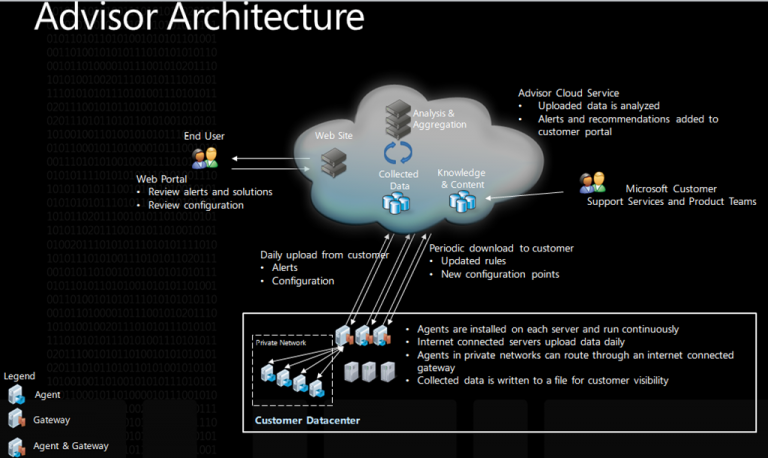 Advisor Architecture
Advisor Cloud Service
• Uploaded data is analyzed
• Alerts and recommendations added to
customer portal
Analysis &
Aggregation
Web Site
End User
Collected
Data
Knowledge
& Content
Web Portal
• Review alerts and solutions
• Review configuration
Microsoft Customer
Support Services and Product Teams
Daily upload from customer
• Alerts
• Configuration
Periodic download to customer
• Updated rules
• New configuration points
Private Network
• Agents are installed on each server and run continuously
• Internet connected servers upload data daily
• Agents in private networks can route through an internet connected
gateway
• Collected data is written to a file for customer visibility
Customer Datacenter
Legend
Agent
Gateway
Agent & Gateway